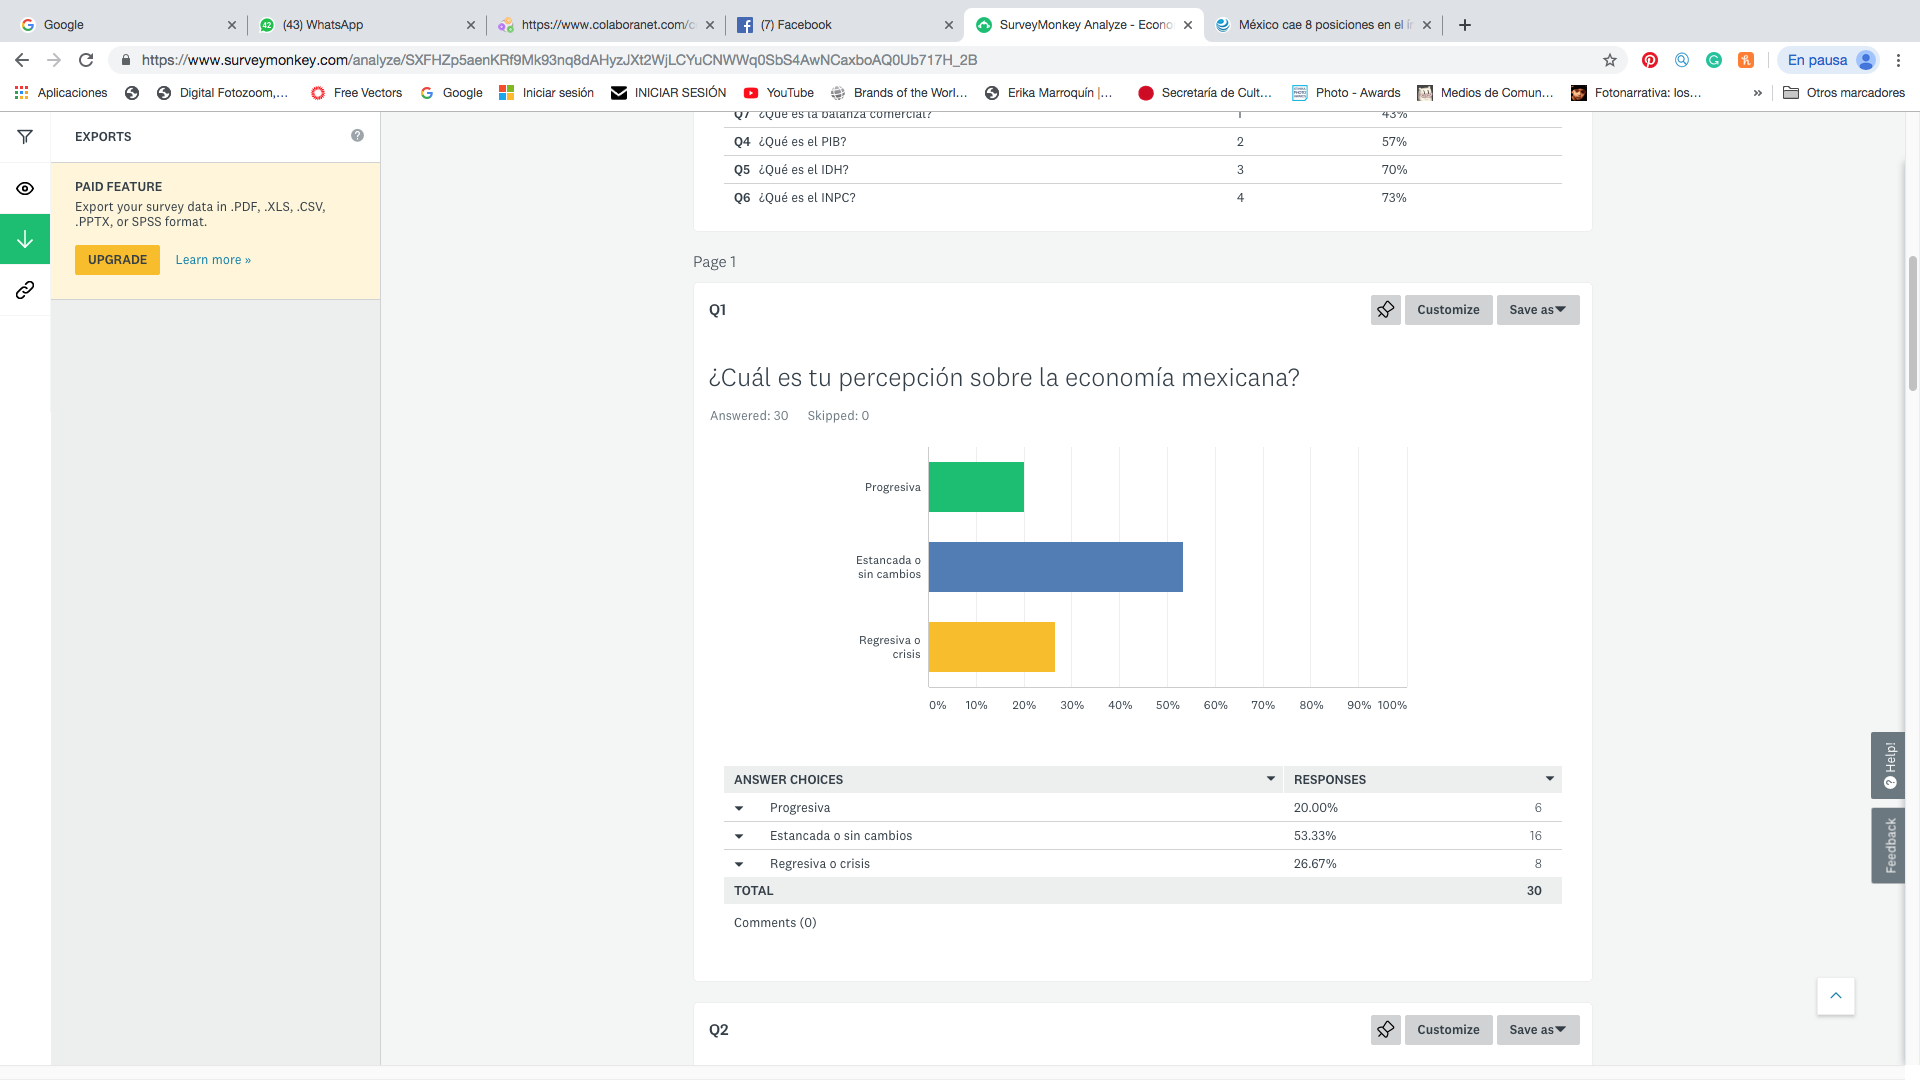 Google
(43) WhatsApp
https://www.colaboranet.com/c
(7) Facebook
SurveyMonkey Analyze - Econo
México cae 8 posiciones en el í
https://www.surveymonkey.com/analyze/SXFHZp5aenKRf9Mk93nq8dAHyzJXt2WjLCYuCNWWq0SbS4AwNCaxboAQ0Ub717H_2B
En pausa
Aplicaciones
Digital Fotozoom,...
Free Vectors
Google
Iniciar sesión
INICIAR SESIÓN
YouTube
Brands of the Worl...
Erika Marroquín |...
Secretaría de Cult...
Photo - Awards
Medios de Comun...
Fotonarrativa: los...
»
Otros marcadores
EXPORTS
PAID FEATURE
Export your survey data in .PDF, .XLS, .CSV,
.PPTX, or SPSS format.
UPGRADE Learn more »
Q7 ¿Qué es la balanza comercial? 1 43%
Q4 ¿Qué es el PIB? 2 57%
Q5 ¿Qué es el IDH? 3 70%
Q6 ¿Qué es el INPC? 4 73%
Page 1
Q1
Customize
Save as
¿Cuál es tu percepción sobre la economía mexicana?
Answered: 30 Skipped: 0
Progresiva
Estancada o
sin cambios
Regresiva o
crisis
0% 10% 20% 30% 40% 50% 60% 70% 80% 90% 100%
ANSWER CHOICES RESPONSES
Progresiva 20.00% 6
Estancada o sin cambios 53.33% 16
Regresiva o crisis 26.67% 8
TOTAL 30
Comments (0)
Help!
Feedback
Q2
Customize
Save as